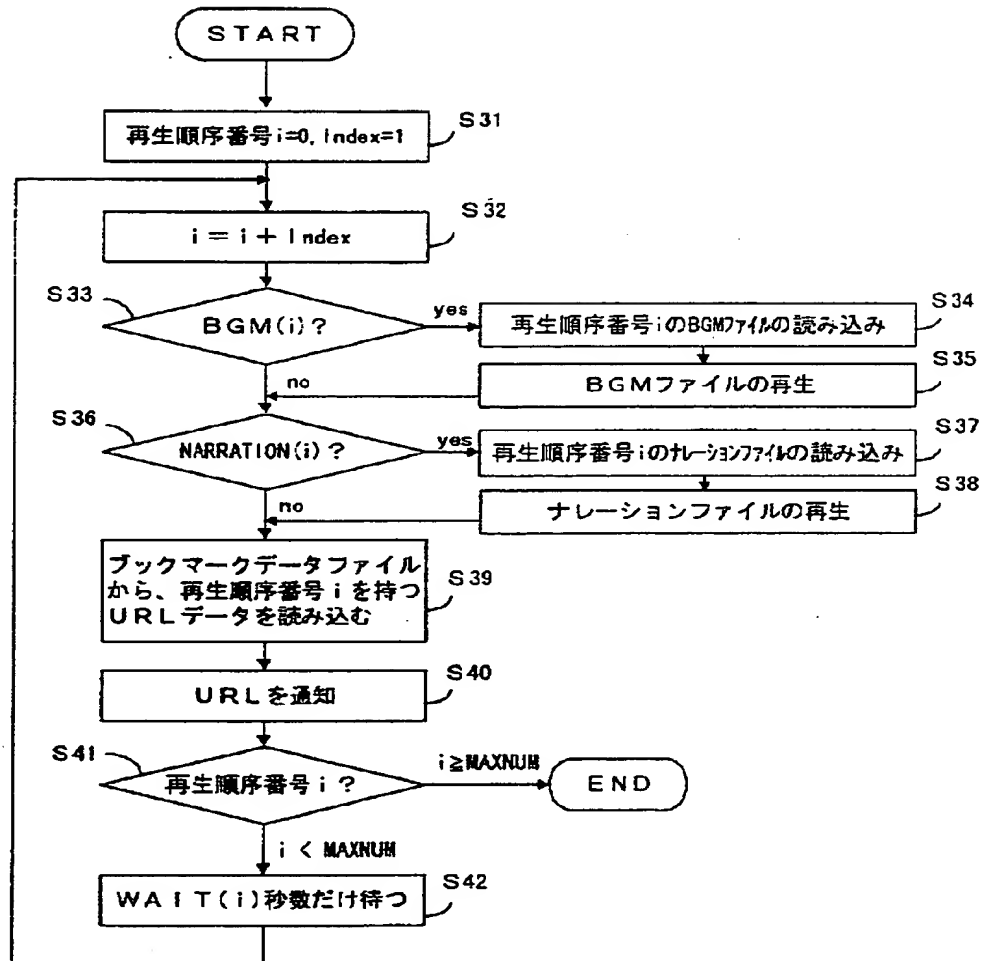 START
再生順序番号i=0, Index=1
S31
i = i + Index
S32
S33
BGM(i)?
yes
再生順序番号iのBGMファイルの読み込み
S34
no
BGMファイルの再生
S35
S36
NARRATION(i)?
yes
再生順序番号iのナレーションファイルの読み込み
S37
no
ナレーションファイルの再生
S38
ブックマークデータファイル
から、再生順序番号iを持つ
URLデータを読み込む
S39
URLを通知
S40
S41
再生順序番号i?
i≧MAXNUM
END
i < MAXNUM
WAIT(i)秒数だけ待つ
S42